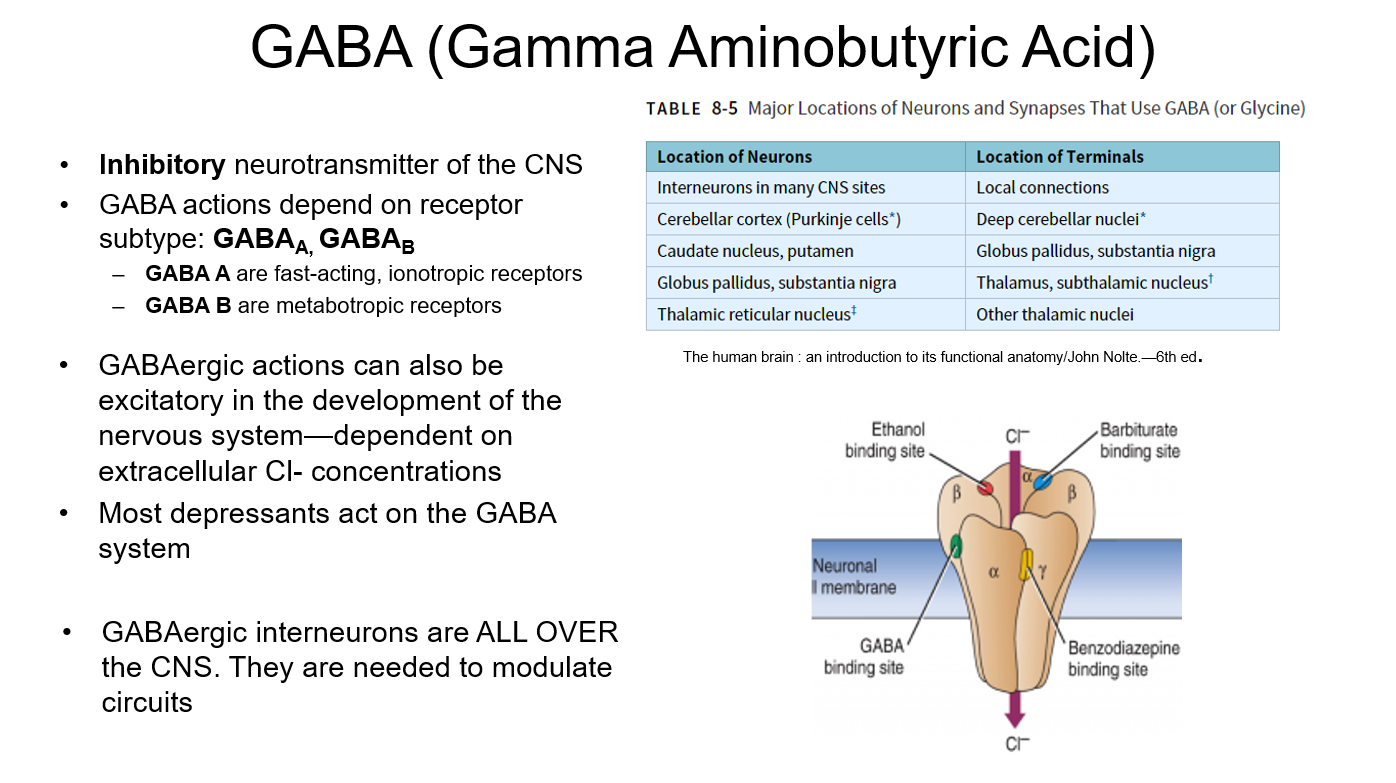 GABA (Gamma Aminobutyric Acid)
• Inhibitory neurotransmitter of the CNS
• GABA actions depend on receptor
subtype: GABAA, GABAB
– GABA A are fast-acting, ionotropic receptors
– GABA B are metabotropic receptors
• GABAergic actions can also be
excitatory in the development of the
nervous system—dependent on
extracellular Cl- concentrations
• Most depressants act on the GABA
system
• GABAergic interneurons are ALL OVER
the CNS. They are needed to modulate
circuits
TABLE 8-5 Major Locations of Neurons and Synapses That Use GABA (or Glycine)
Location of Neurons Location of Terminals
Interneurons in many CNS sites Local connections
Cerebellar cortex (Purkinje cells*) Deep cerebellar nuclei*
Caudate nucleus, putamen Globus pallidus, substantia nigra
Globus pallidus, substantia nigra Thalamus, subthalamic nucleus†
Thalamic reticular nucleus‡ Other thalamic nuclei
The human brain : an introduction to its functional anatomy/John Nolte.—6th ed.
Ethanol
binding site
Cl–
Barbiturate
binding site
β
α
β
Neuronal
l membrane
α
γ
GABA
binding site
Benzodiazepine
binding site
Cl–